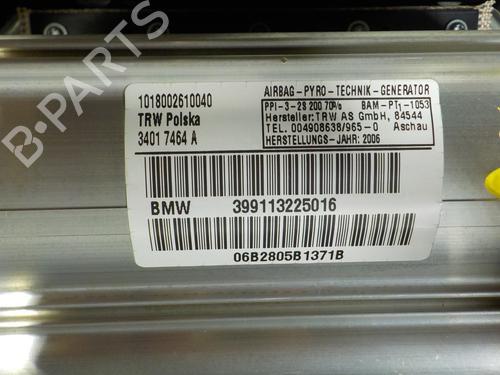 1018002610040
TRW Polska
3401 7464 A
AIRBAG-PYRO-TECHNIK-GENERATOR
PPI-3-2S 200 70% BAM-PT1-1053
Hersteller:TRW AS GmbH, 84544
TEL. 004908638/965-0 Aschau
HERSTELLUNGS-JAHR: 2006
BMW 399113225016
06B2805B1371B
B-PARTS